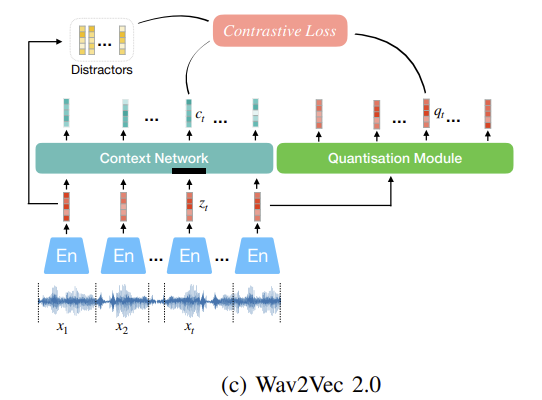 Contrastive Loss
...
Distractors
... c_t ... ... q_t ...
Context Network
Quantisation Module
z_t
En En ... En ... En
x_1 x_2 x_t
(c) Wav2Vec 2.0